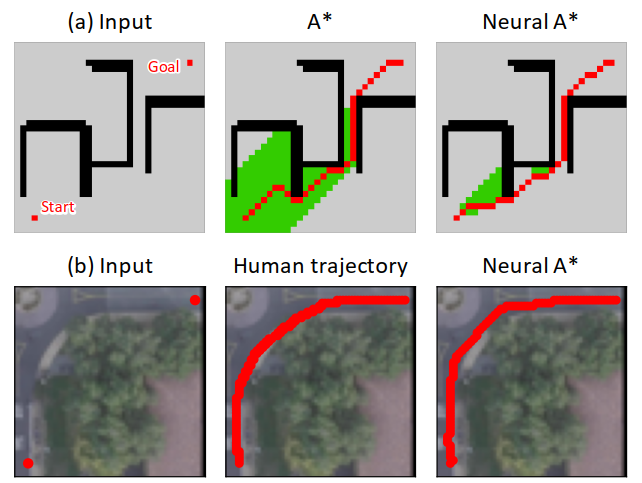 (a) Input
A*
Neural A*
Goal
Start
(b) Input
Human trajectory
Neural A*